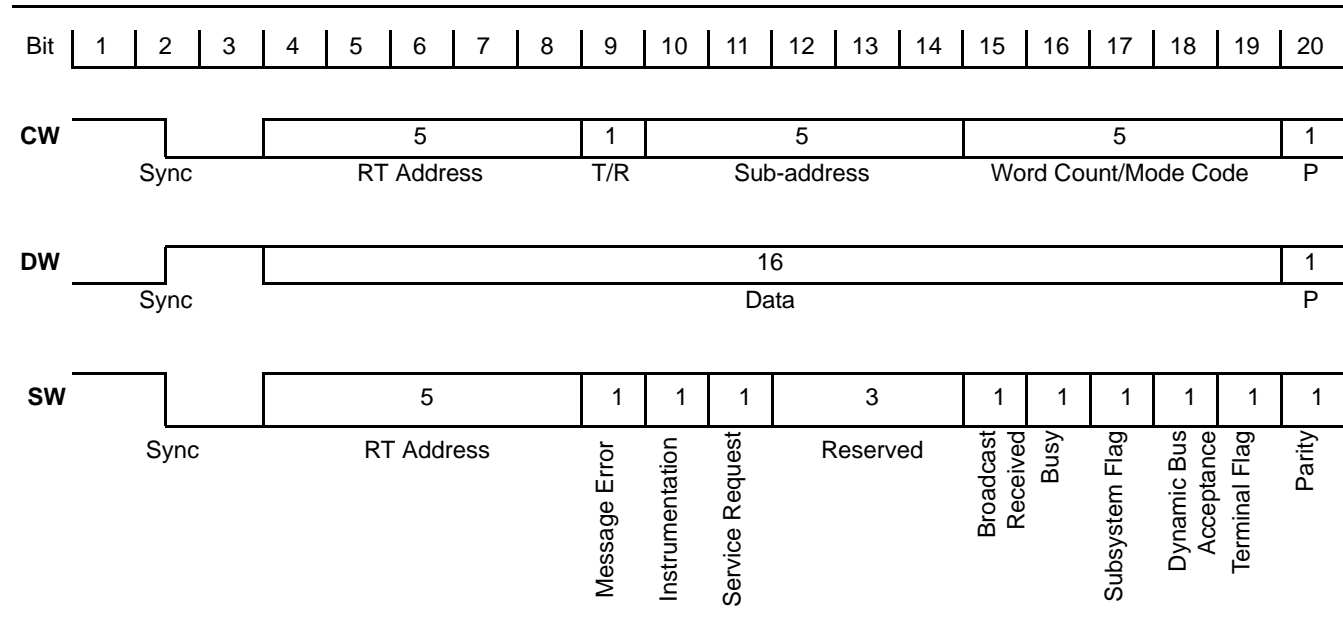 Bit 1 2 3 4 5 6 7 8 9 10 11 12 13 14 15 16 17 18 19 20
CW 5 1 5 5 1
Sync RT Address T/R Sub-address Word Count/Mode Code P
DW 16 1
Sync Data P
SW 5 1 1 1 3 1 1 1 1 1 1
Sync RT Address Reserved
Message Error
Instrumentation
Service Request
Broadcast
Received
Busy
Subsystem Flag
Dynamic Bus
Acceptance
Terminal Flag
Parity